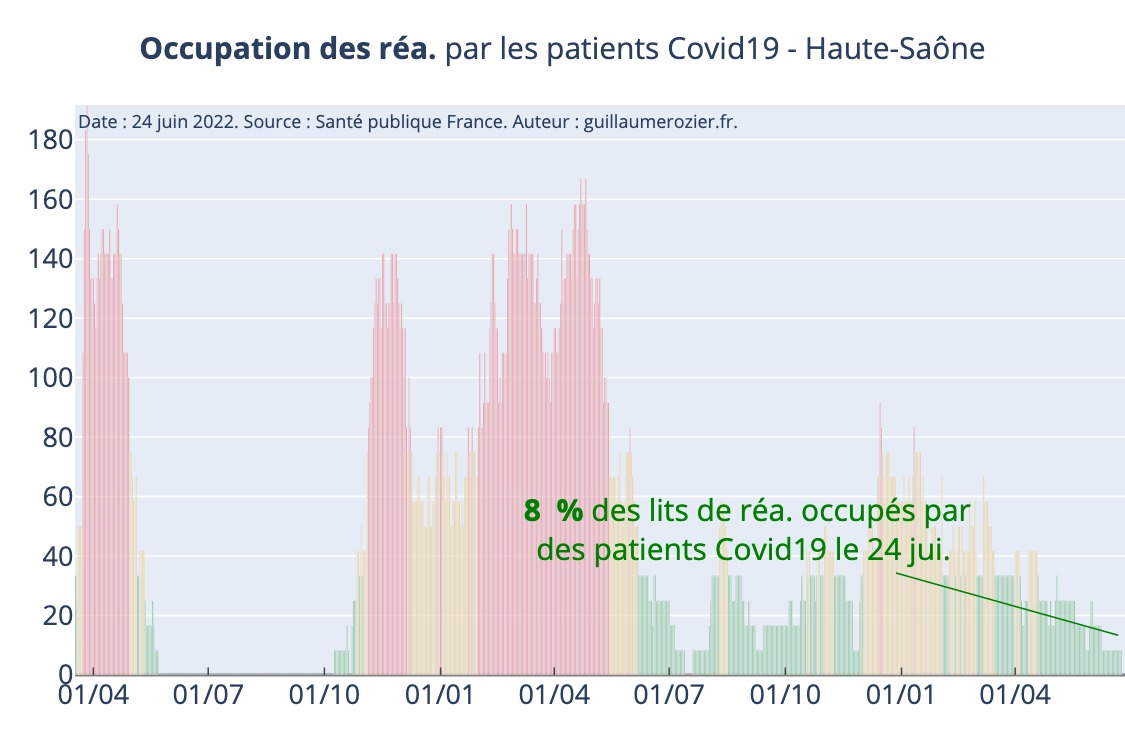 Occupation des réa. par les patients Covid19 - Haute-Saône
Date : 24 juin 2022. Source : Santé publique France. Auteur : guillaumerozier.fr.
180
160
140
120
100
80
60
40
20
0
8 % des lits de réa. occupés par
des patients Covid19 le 24 jui.
01/04 01/07 01/10 01/01 01/04 01/07 01/10 01/01 01/04